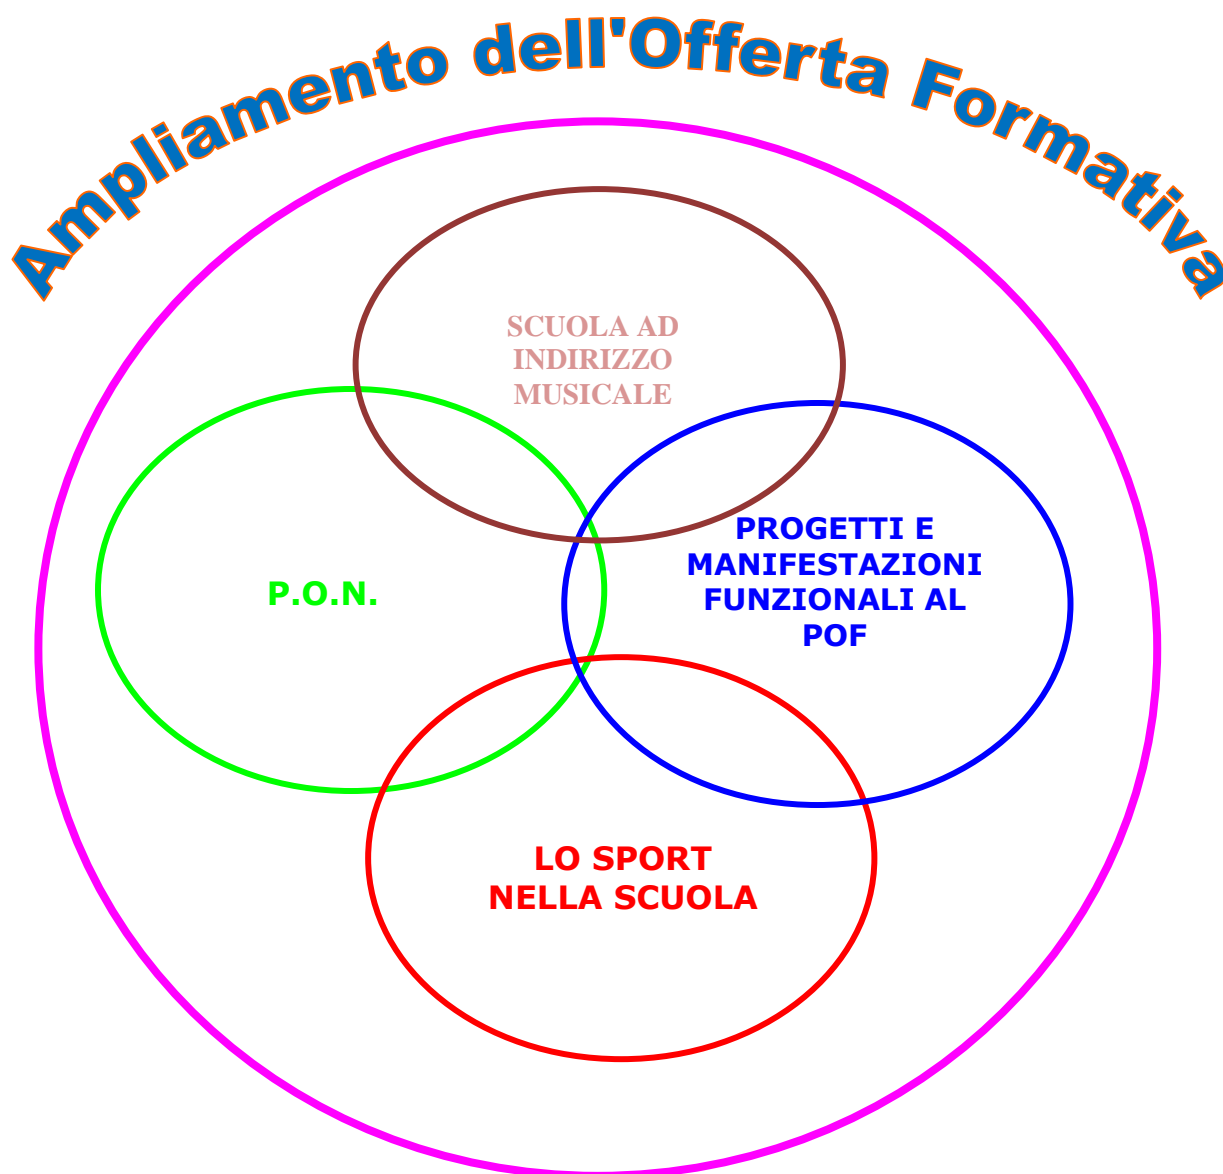 Ampliamento dell'Offerta Formativa
SCUOLA AD
INDIRIZZO
MUSICALE
P.O.N.
PROGETTI E
MANIFESTAZIONI
FUNZIONALI AL
POF
LO SPORT
NELLA SCUOLA